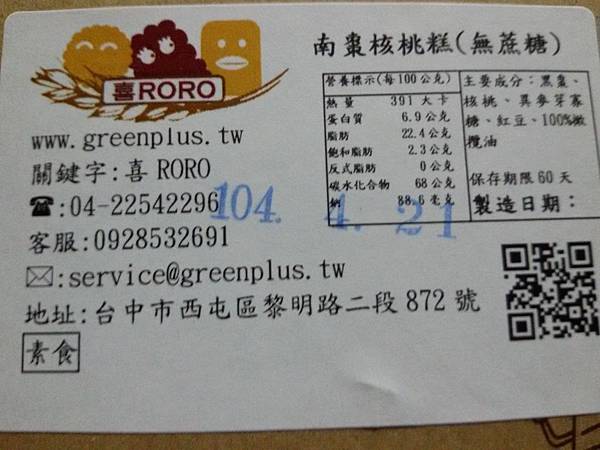 喜RORO
www.greenplus.tw
關鍵字:喜 RORO
☎:04-22542296
客服:0928532691
✉:service@greenplus.tw
地址:台中市西屯區黎明路二段 872 號
素食
南棗核桃糕(無蔗糖)
營養標示(每100公克)
熱量 391 大卡
蛋白質 6.9 公克
脂肪 22.4 公克
飽和脂肪 2.3 公克
反式脂肪 0 公克
碳水化合物 68 公克
鈉 88.6 毫克
主要成分:黑棗、
核桃、異麥芽寡
糖、紅豆、100%橄
欖油
保存期限 60 天
製造日期:
104. 4. 21